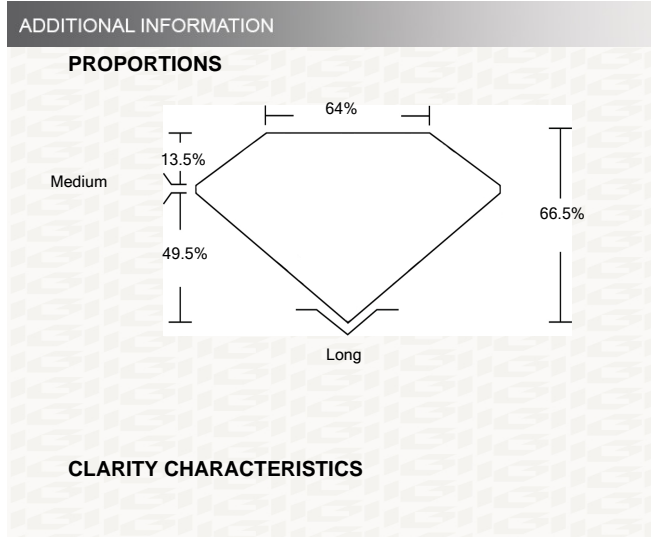 ADDITIONAL INFORMATION
PROPORTIONS
64%
13.5%
Medium
66.5%
49.5%
Long
CLARITY CHARACTERISTICS